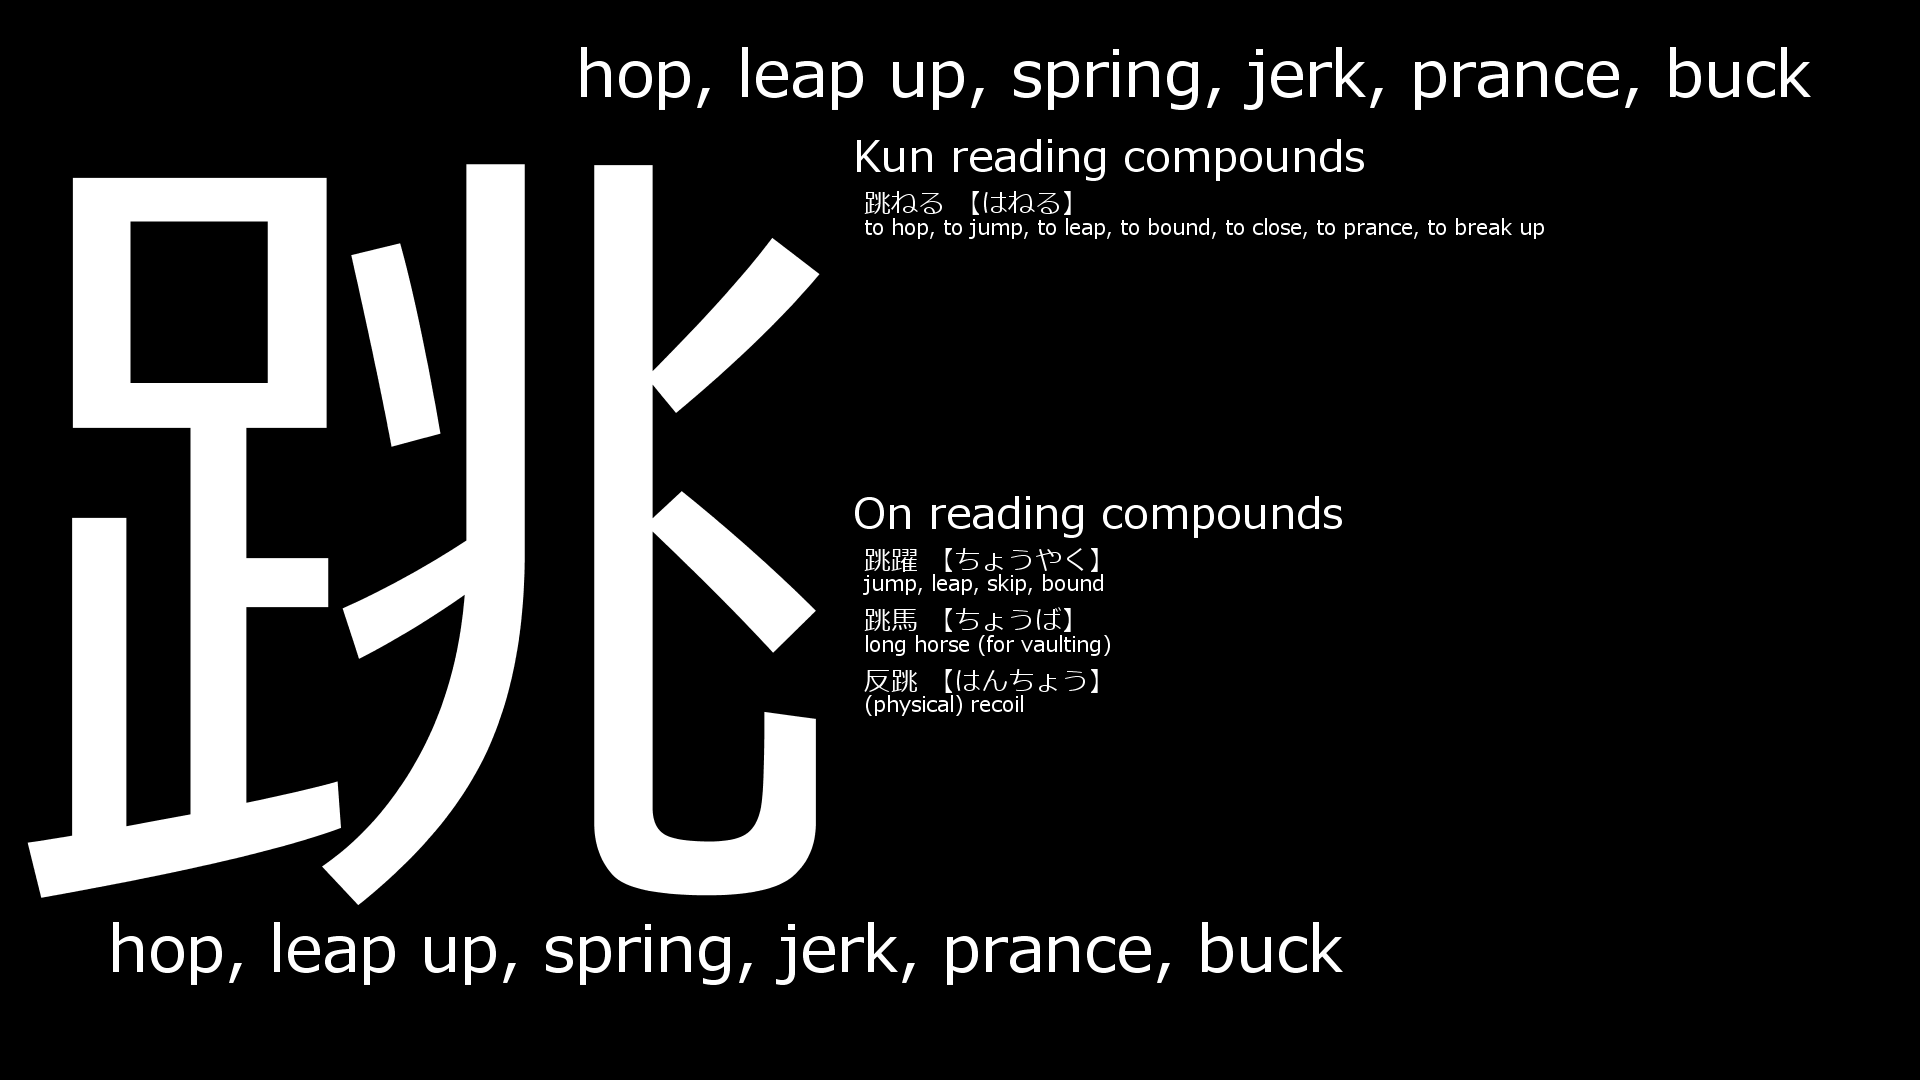 hop, leap up, spring, jerk, prance, buck
跳
Kun reading compounds
跳ねる 【はねる】
to hop, to jump, to leap, to bound, to close, to prance, to break up
On reading compounds
跳躍 【ちょうやく】
jump, leap, skip, bound
跳馬 【ちょうば】
long horse (for vaulting)
反跳 【はんちょう】
(physical) recoil
hop, leap up, spring, jerk, prance, buck